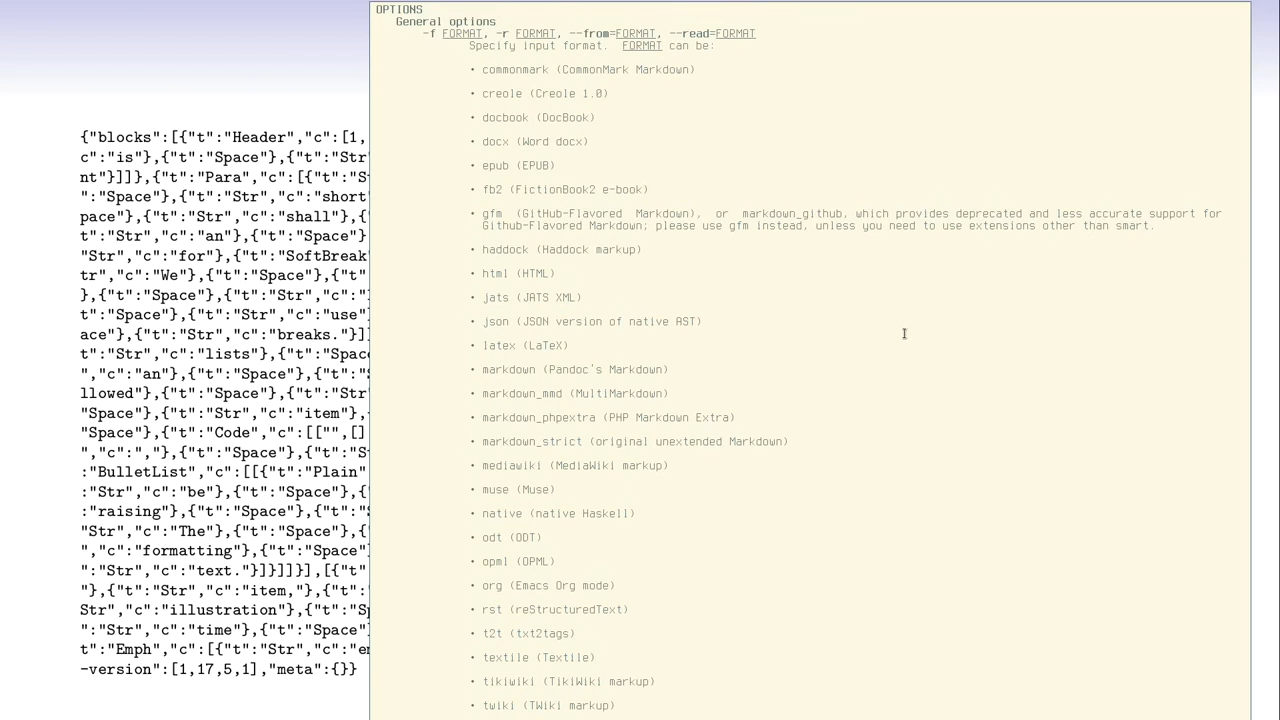 {"blocks":[{"t":"Header","c":[1,
c":"is"},{"t":"Space"},{"t":"Str"
nt"}]]},{"t":"Para","c":[{"t":"St
":"Space"},{"t":"Str","c":"short"
pace"},{"t":"Str","c":"shall"},{"
t":"Str","c":"an"},{"t":"Space"}
"Str","c":"for"},{"t":"SoftBreak"
tr","c":"We"},{"t":"Space"},{"t"
},{"t":"Space"},{"t":"Str","c":"
t":"Space"},{"t":"Str","c":"use"}
ace"},{"t":"Str","c":"breaks."}]}
t":"Str","c":"lists"},{"t":"Space
","c":"an"},{"t":"Space"},{"t":"S
llowed"},{"t":"Space"},{"t":"Str"
"Space"},{"t":"Str","c":"item"},
"Space"},{"t":"Code","c":[["",[]
","c":","},{"t":"Space"},{"t":"St
:"BulletList","c":[[{"t":"Plain"
:"Str","c":"be"},{"t":"Space"},{"
:"raising"},{"t":"Space"},{"t":"S
"Str","c":"The"},{"t":"Space"},{"
","c":"formatting"},{"t":"Space"}
":"Str","c":"text."}]}]]}],[{"t"
"},{"t":"Str","c":"item,"},{"t":"
Str","c":"illustration"},{"t":"Sp
":"Str","c":"time"},{"t":"Space"}
t":"Emph","c":[{"t":"Str","c":"em
-version":[1,17,5,1],"meta":{}}
OPTIONS
General options
-f FORMAT, -r FORMAT, --from=FORMAT, --read=FORMAT
Specify input format. FORMAT can be:
• commonmark (CommonMark Markdown)
• creole (Creole 1.0)
• docbook (DocBook)
• docx (Word docx)
• epub (EPUB)
• fb2 (FictionBook2 e-book)
• gfm (GitHub-Flavored Markdown), or markdown_github, which provides deprecated and less accurate support for
Github-Flavored Markdown; please use gfm instead, unless you need to use extensions other than smart.
• haddock (Haddock markup)
• html (HTML)
• jats (JATS XML)
• json (JSON version of native AST)
• latex (LaTeX)
• markdown (Pandoc's Markdown)
• markdown_mmd (MultiMarkdown)
• markdown_phpextra (PHP Markdown Extra)
• markdown_strict (original unextended Markdown)
• mediawiki (MediaWiki markup)
• muse (Muse)
• native (native Haskell)
• odt (ODT)
• opml (OPML)
• org (Emacs Org mode)
• rst (reStructuredText)
• t2t (txt2tags)
• textile (Textile)
• tikiwiki (TikiWiki markup)
• twiki (TWiki markup)